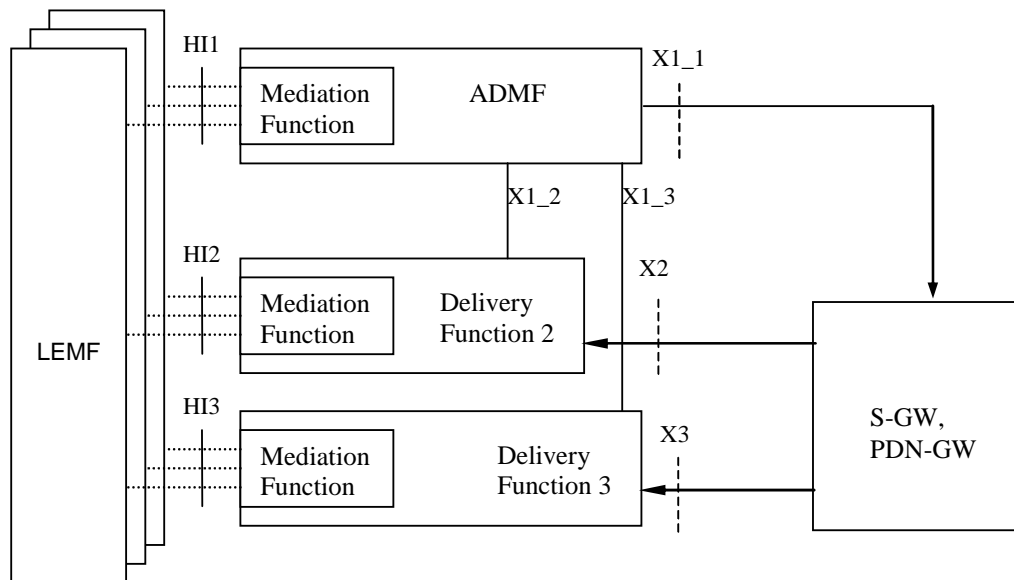 HI1
Mediation
Function
ADMF
X1_1
X1_2
X1_3
HI2
Mediation
Function
Delivery
Function 2
X2
LEMF
HI3
Mediation
Function
Delivery
Function 3
X3
S-GW,
PDN-GW